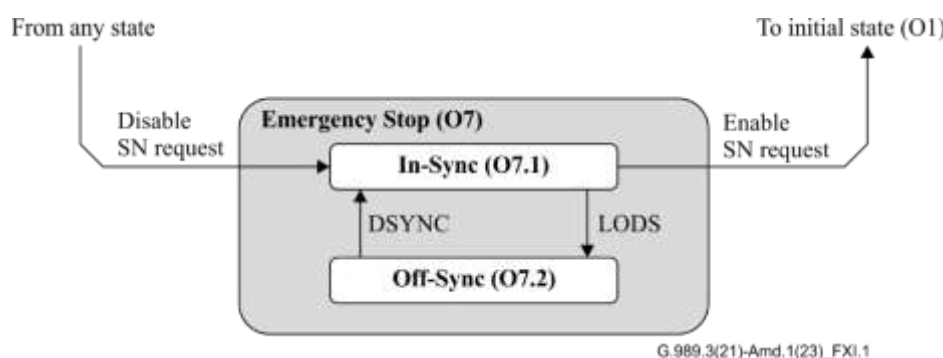 From any state
To initial state (O1)
Disable
SN request
Emergency Stop (O7)
Enable
SN request
In-Sync (O7.1)
DSYNC
LODS
Off-Sync (O7.2)
G.989.3(21)-Amd.1(23)_FXI.1